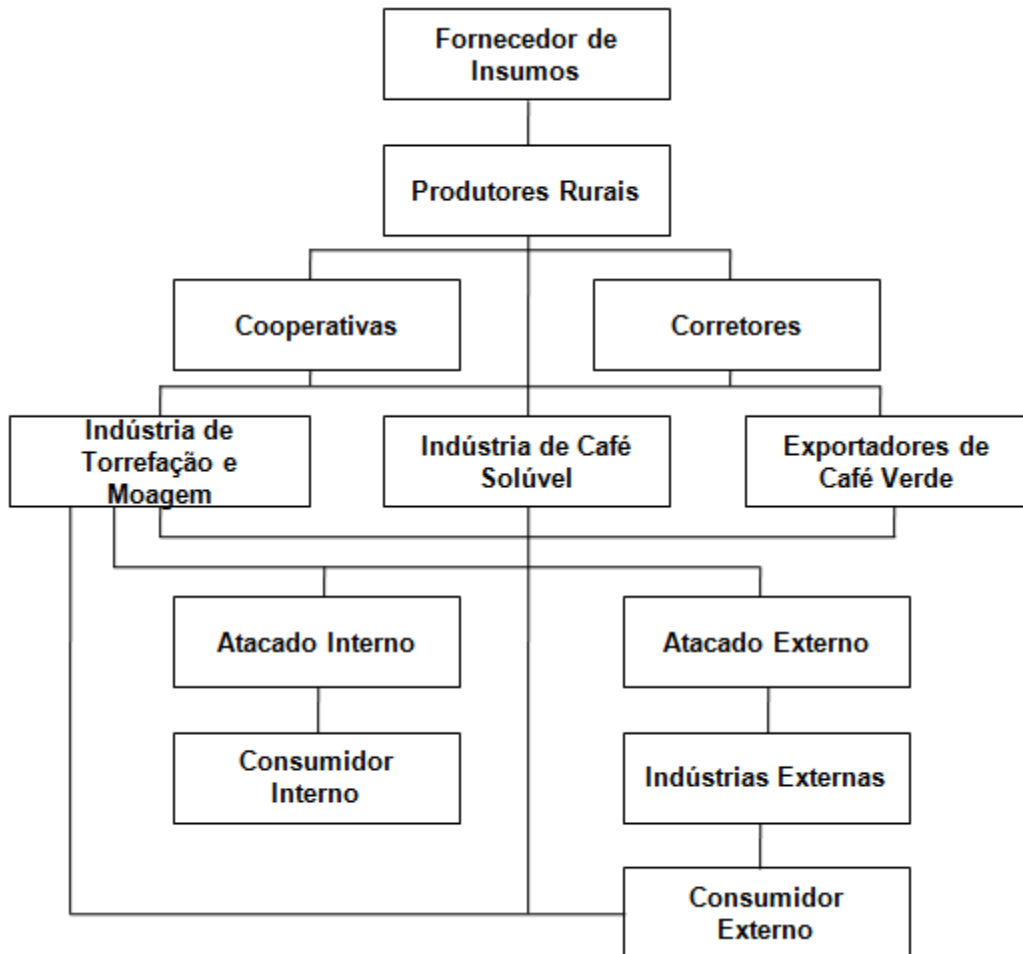 Fornecedor de
Insumos
Produtores Rurais
Cooperativas
Corretores
Indústria de
Torrefação e
Moagem
Indústria de Café
Solúvel
Exportadores de
Café Verde
Atacado Interno
Atacado Externo
Consumidor
Interno
Indústrias Externas
Consumidor
Externo